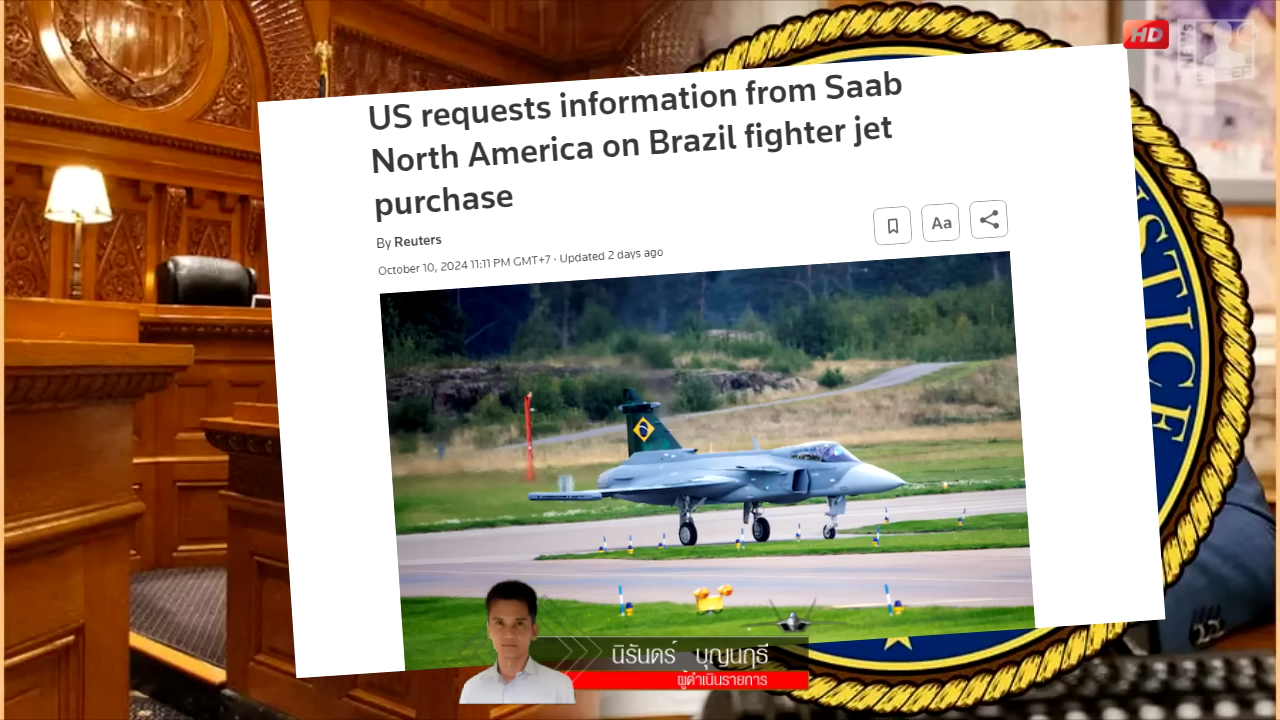 HD
US requests information from Saab
North America on Brazil fighter jet
purchase
By Reuters
October 10, 2024 11:11 PM GMT+7 · Updated 2 days ago
Aa
STICE
นิรันดร์ บุญนฤธี
ผู้ดำเนินรายการ